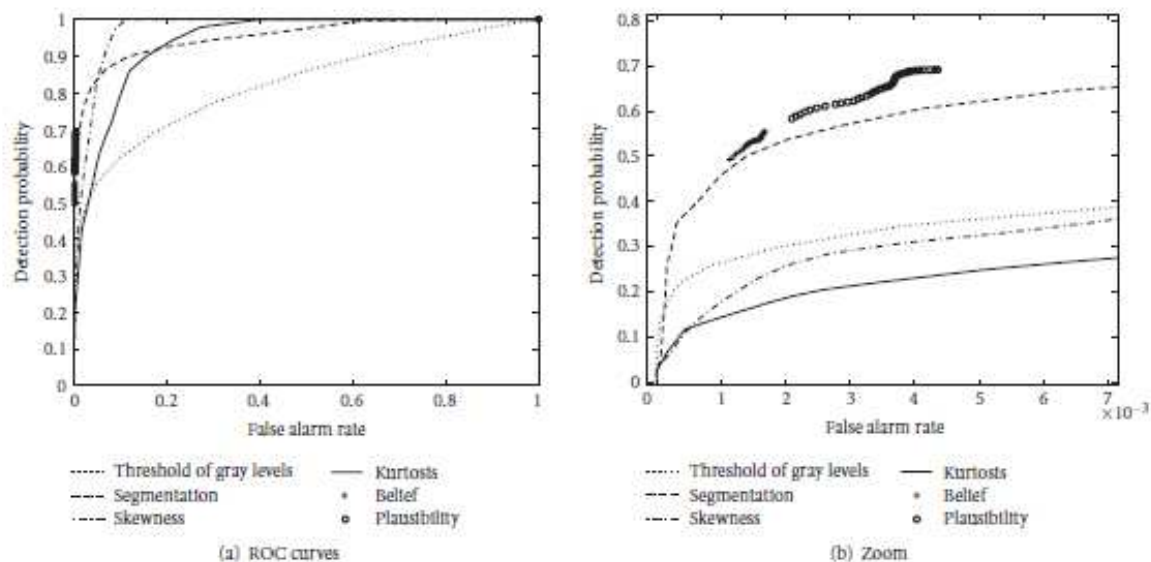 1
0.9
0.8
0.7
0.6
0.5
0.4
0.3
0.2
0.1
0
Detection probability
0 0.2 0.4 0.6 0.8 1
False alarm rate
Threshold of gray levels
Segmentation
Skewness
Kurtosis
Belief
Plausibility
(a) ROC curves
0.8
0.7
0.6
0.5
0.4
0.3
0.2
0.1
0
Detection probability
0 1 2 3 4 5 6 7
×10⁻³
False alarm rate
Threshold of gray levels
Segmentation
Skewness
Kurtosis
Belief
Plausibility
(b) Zoom